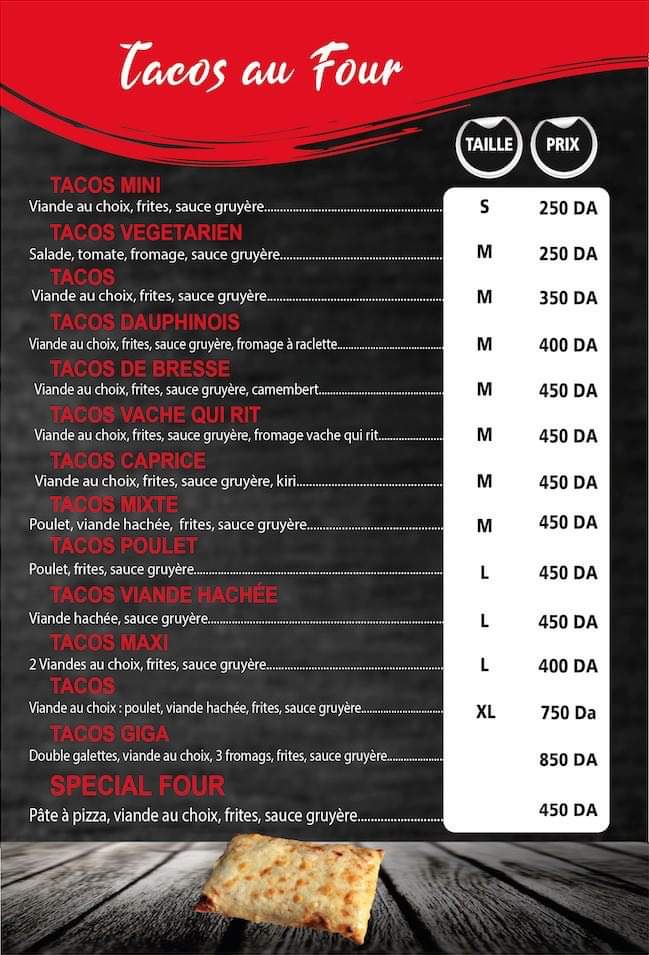 Tacos au Four
TAILLE PRIX
TACOS MINI
Viande au choix, frites, sauce gruyère............................................ S 250 DA
TACOS VEGETARIEN
Salade, tomate, fromage, sauce gruyère........................................ M 250 DA
TACOS
Viande au choix, frites, sauce gruyère........................................... M 350 DA
TACOS DAUPHINOIS
Viande au choix, frites, sauce gruyère, fromage à raclette........................... M 400 DA
TACOS DE BRESSE
Viande au choix, frites, sauce gruyère, camembert............................... M 450 DA
TACOS VACHE QUI RIT
Viande au choix, frites, sauce gruyère, fromage vache qui rit................ M 450 DA
TACOS CAPRICE
Viande au choix, frites, sauce gruyère, kiri.................................... M 450 DA
TACOS MIXTE
Poulet, viande hachée, frites, sauce gruyère.................................. M 450 DA
TACOS POULET
Poulet, frites, sauce gruyère............................................................... L 450 DA
TACOS VIANDE HACHÉE
Viande hachée, sauce gruyère............................................................ L 450 DA
TACOS MAXI
2 Viandes au choix, frites, sauce gruyère............................................ L 400 DA
TACOS
Viande au choix : poulet, viande hachée, frites, sauce gruyère..................... XL 750 Da
TACOS GIGA
Double galettes, viande au choix, 3 fromags, frites, sauce gruyère.............. 850 DA
SPECIAL FOUR
Pâte à pizza, viande au choix, frites, sauce gruyère..................... 450 DA